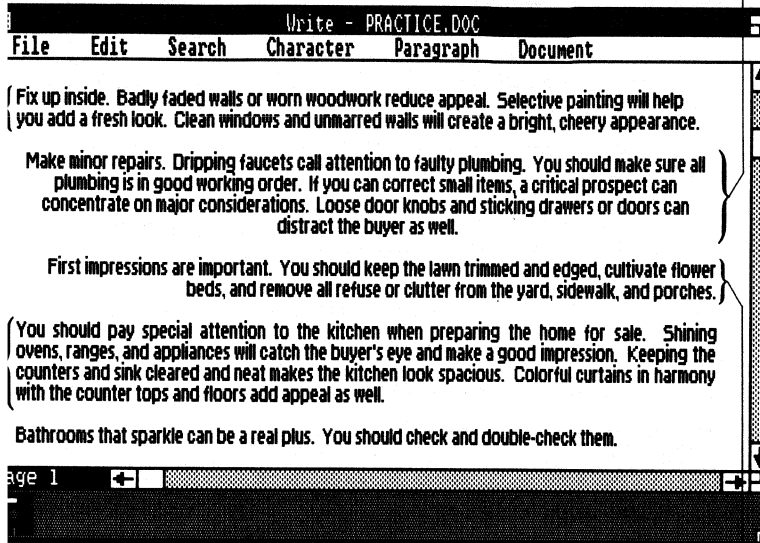 Write - PRACTICE.DOC
File Edit Search Character Paragraph Document
Fix up inside. Badly faded walls or worn woodwork reduce appeal. Selective painting will help
you add a fresh look. Clean windows and unmarred walls will create a bright, cheery appearance.
Make minor repairs. Dripping faucets call attention to faulty plumbing. You should make sure all
plumbing is in good working order. If you can correct small items, a critical prospect can
concentrate on major considerations. Loose door knobs and sticking drawers or doors can
distract the buyer as well.
First impressions are important. You should keep the lawn trimmed and edged, cultivate flower
beds, and remove all refuse or clutter from the yard, sidewalk, and porches.
You should pay special attention to the kitchen when preparing the home for sale. Shining
ovens, ranges, and appliances will catch the buyer's eye and make a good impression. Keeping the
counters and sink cleared and neat makes the kitchen look spacious. Colorful curtains in harmony
with the counter tops and floors add appeal as well.
Bathrooms that sparkle can be a real plus. You should check and double-check them.
age 1